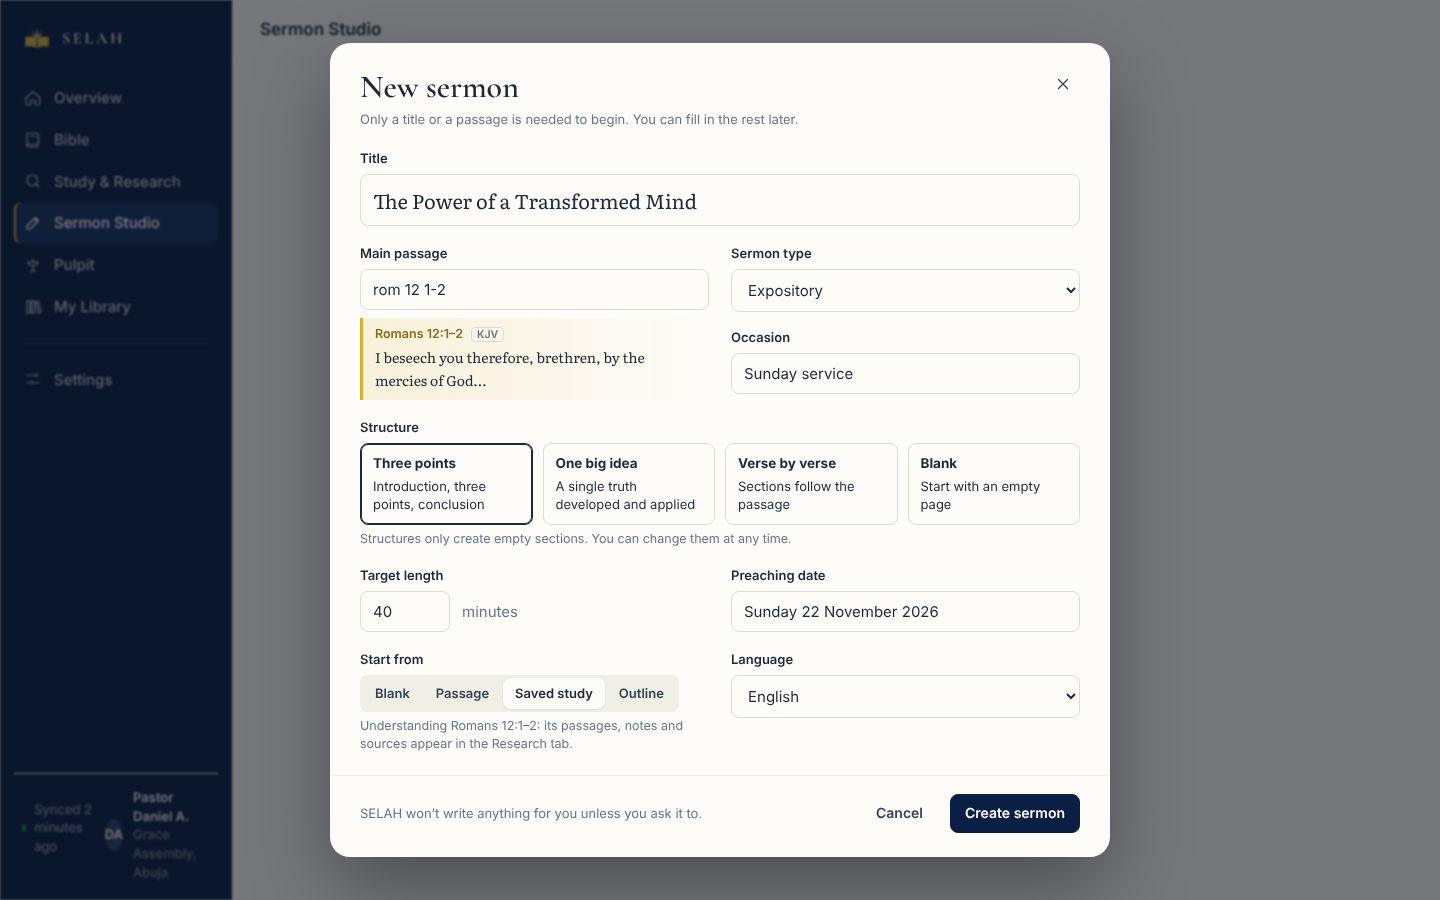 SELAH
Overview
Bible
Study & Research
Sermon Studio
Pulpit
My Library
Settings
Synced 2
minutes
ago
DA
Pastor
Daniel A.
Grace
Assembly,
Abuja
Sermon Studio
New sermon
Only a title or a passage is needed to begin. You can fill in the rest later.
Title
The Power of a Transformed Mind
Main passage
rom 12 1-2
Romans 12:1–2 KJV
I beseech you therefore, brethren, by the
mercies of God…
Sermon type
Expository
Occasion
Sunday service
Structure
Three points
Introduction, three
points, conclusion
One big idea
A single truth
developed and applied
Verse by verse
Sections follow the
passage
Blank
Start with an empty
page
Structures only create empty sections. You can change them at any time.
Target length
40 minutes
Preaching date
Sunday 22 November 2026
Start from
Blank Passage Saved study Outline
Understanding Romans 12:1–2: its passages, notes and
sources appear in the Research tab.
Language
English
SELAH won’t write anything for you unless you ask it to.
Cancel
Create sermon